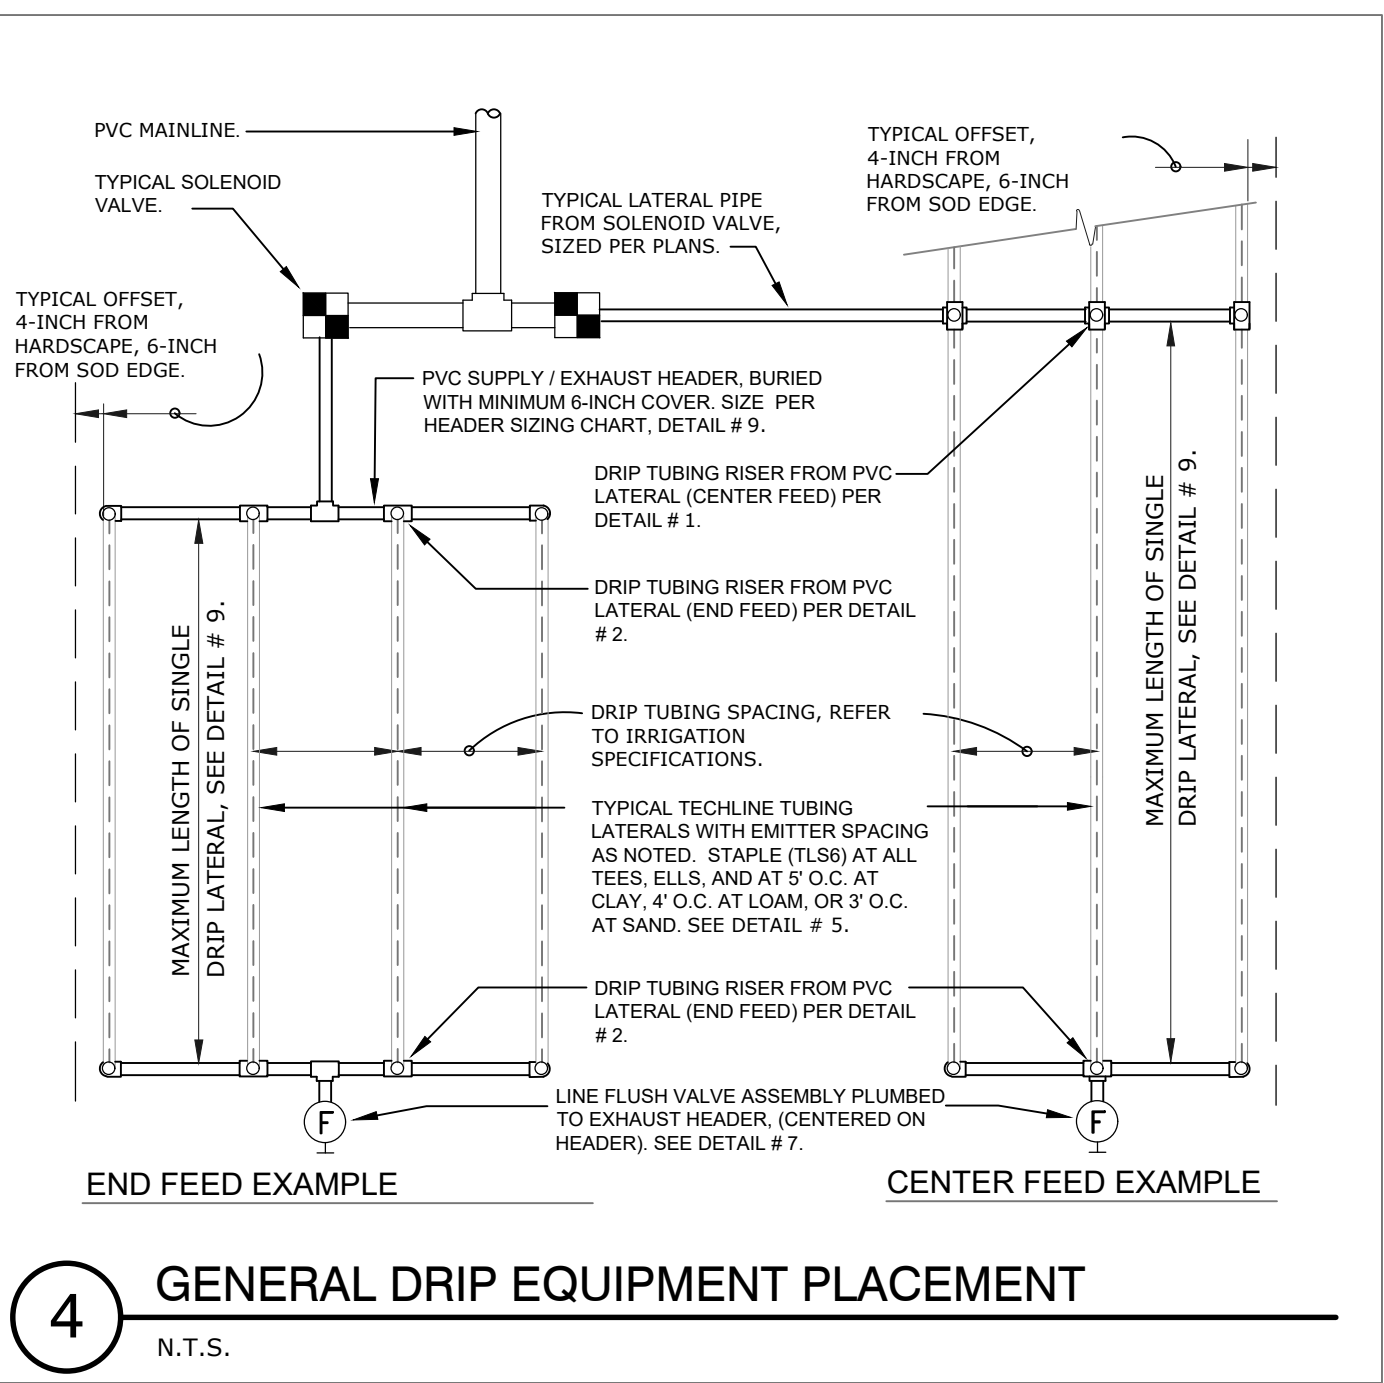 PVC MAINLINE.
TYPICAL SOLENOID
VALVE.
TYPICAL OFFSET,
4-INCH FROM
HARDSCAPE, 6-INCH
FROM SOD EDGE.
TYPICAL LATERAL PIPE
FROM SOLENOID VALVE,
SIZED PER PLANS.
TYPICAL OFFSET,
4-INCH FROM
HARDSCAPE, 6-INCH
FROM SOD EDGE.
PVC SUPPLY / EXHAUST HEADER, BURIED
WITH MINIMUM 6-INCH COVER. SIZE PER
HEADER SIZING CHART, DETAIL # 9.
DRIP TUBING RISER FROM PVC
LATERAL (CENTER FEED) PER
DETAIL # 1.
DRIP TUBING RISER FROM PVC
LATERAL (END FEED) PER DETAIL
# 2.
MAXIMUM LENGTH OF SINGLE
DRIP LATERAL, SEE DETAIL # 9.
DRIP TUBING SPACING, REFER
TO IRRIGATION
SPECIFICATIONS.
MAXIMUM LENGTH OF SINGLE
DRIP LATERAL, SEE DETAIL # 9.
TYPICAL TECHLINE TUBING
LATERALS WITH EMITTER SPACING
AS NOTED. STAPLE (TLS6) AT ALL
TEES, ELLS, AND AT 5' O.C. AT
CLAY, 4' O.C. AT LOAM, OR 3' O.C.
AT SAND. SEE DETAIL # 5.
DRIP TUBING RISER FROM PVC
LATERAL (END FEED) PER DETAIL
# 2.
LINE FLUSH VALVE ASSEMBLY PLUMBED
TO EXHAUST HEADER, (CENTERED ON
HEADER). SEE DETAIL # 7.
F
F
END FEED EXAMPLE
CENTER FEED EXAMPLE
4
GENERAL DRIP EQUIPMENT PLACEMENT
N.T.S.